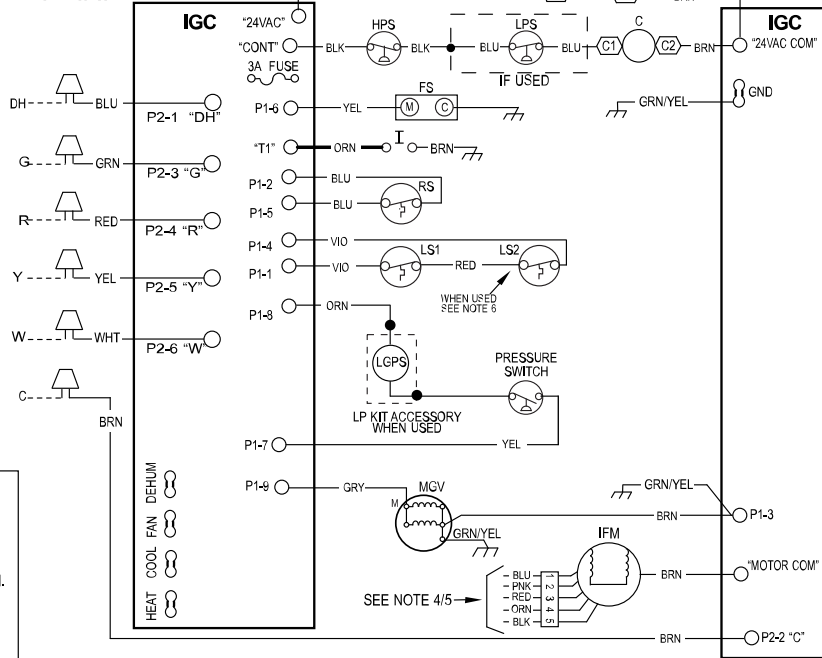 BRN
IGC
"24VAC"
HPS
LPS
C
IGC
"CONT"
BLK
BLK
BLU
BLU
C1
C2
BRN
"24VAC COM"
3A FUSE
IF USED
FS
GND
DH
BLU
P2-1 "DH"
P1-6
YEL
M
C
GRN/YEL
"T1"
ORN
I
BRN
G
GRN
P2-3 "G"
P1-2
BLU
RS
P1-5
BLU
R
RED
P2-4 "R"
P1-4
VIO
LS1
LS2
P1-1
VIO
RED
Y
YEL
P2-5 "Y"
WHEN USED
SEE NOTE 6
P1-8
ORN
W
WHT
P2-6 "W"
LGPS
PRESSURE
SWITCH
C
LP KIT ACCESSORY
WHEN USED
BRN
P1-7
YEL
DEHUM
P1-9
GRY
MGV
M
GRN/YEL
BRN
P1-3
FAN
GRN/YEL
IFM
COOL
BLU
1
PNK
2
RED
3
ORN
4
BLK
5
BRN
"MOTOR COM"
HEAT
SEE NOTE 4/5
BRN
P2-2 "C"